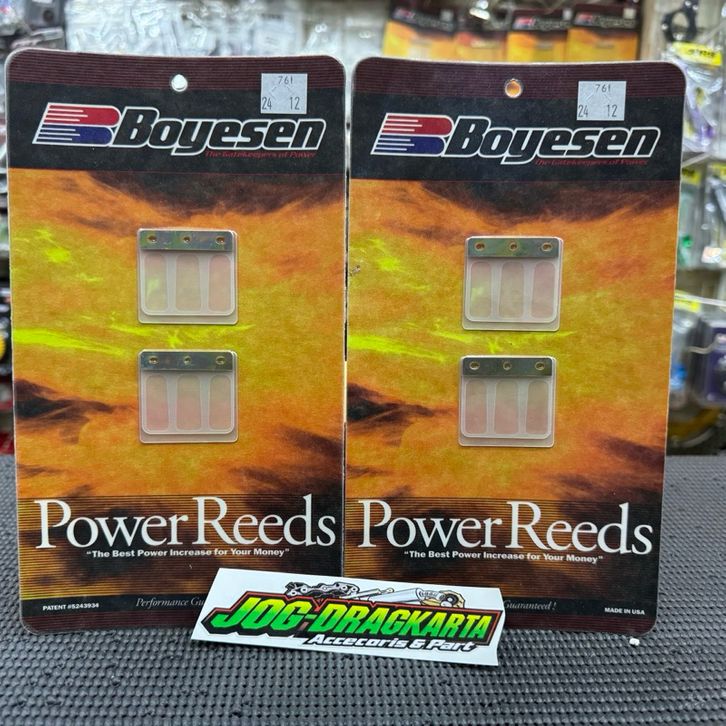 761
24 12
Boyesen
The Gatekeepers of Power
Power Reeds
"The Best Power Increase for Your Money"
PATENT #5243934
Performance Gu
761
24 12
Boyesen
The Gatekeepers of Power
Power Reeds
"The Best Power Increase for Your Money"
Guaranteed!
MADE IN USA
JOG-DRAGKARTA
Accecoris & Part